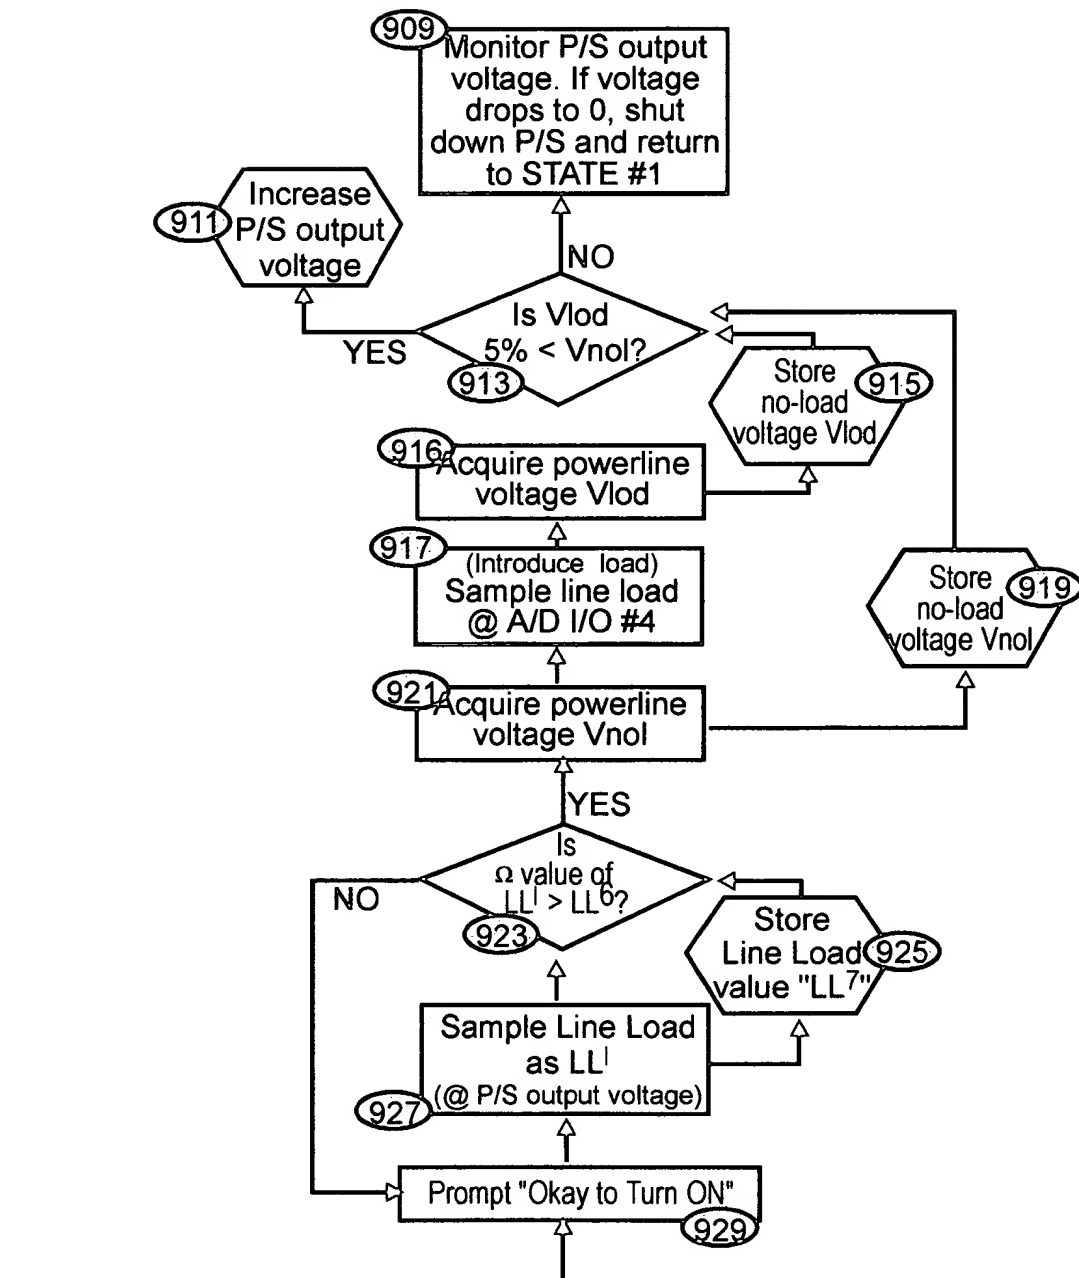 909
Monitor P/S output
voltage. If voltage
drops to 0, shut
down P/S and return
to STATE #1
911
Increase
P/S output
voltage
NO
YES
Is Vlod
5% < Vnol?
913
Store
no-load
voltage Vlod
915
916
Acquire powerline
voltage Vlod
917
(Introduce load)
Sample line load
@ A/D I/O #4
Store
no-load
voltage Vnol
919
921
Acquire powerline
voltage Vnol
YES
NO
Is
Ω value of
LL^I > LL^6?
923
Store
Line Load
value "LL^7"
925
Sample Line Load
as LL^I
(@ P/S output voltage)
927
Prompt "Okay to Turn ON"
929